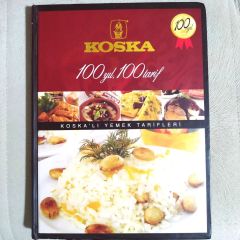 KOSKA
100
100 yıl, 100 tarif
KOSKA'LI YEMEK TARİFLERİ